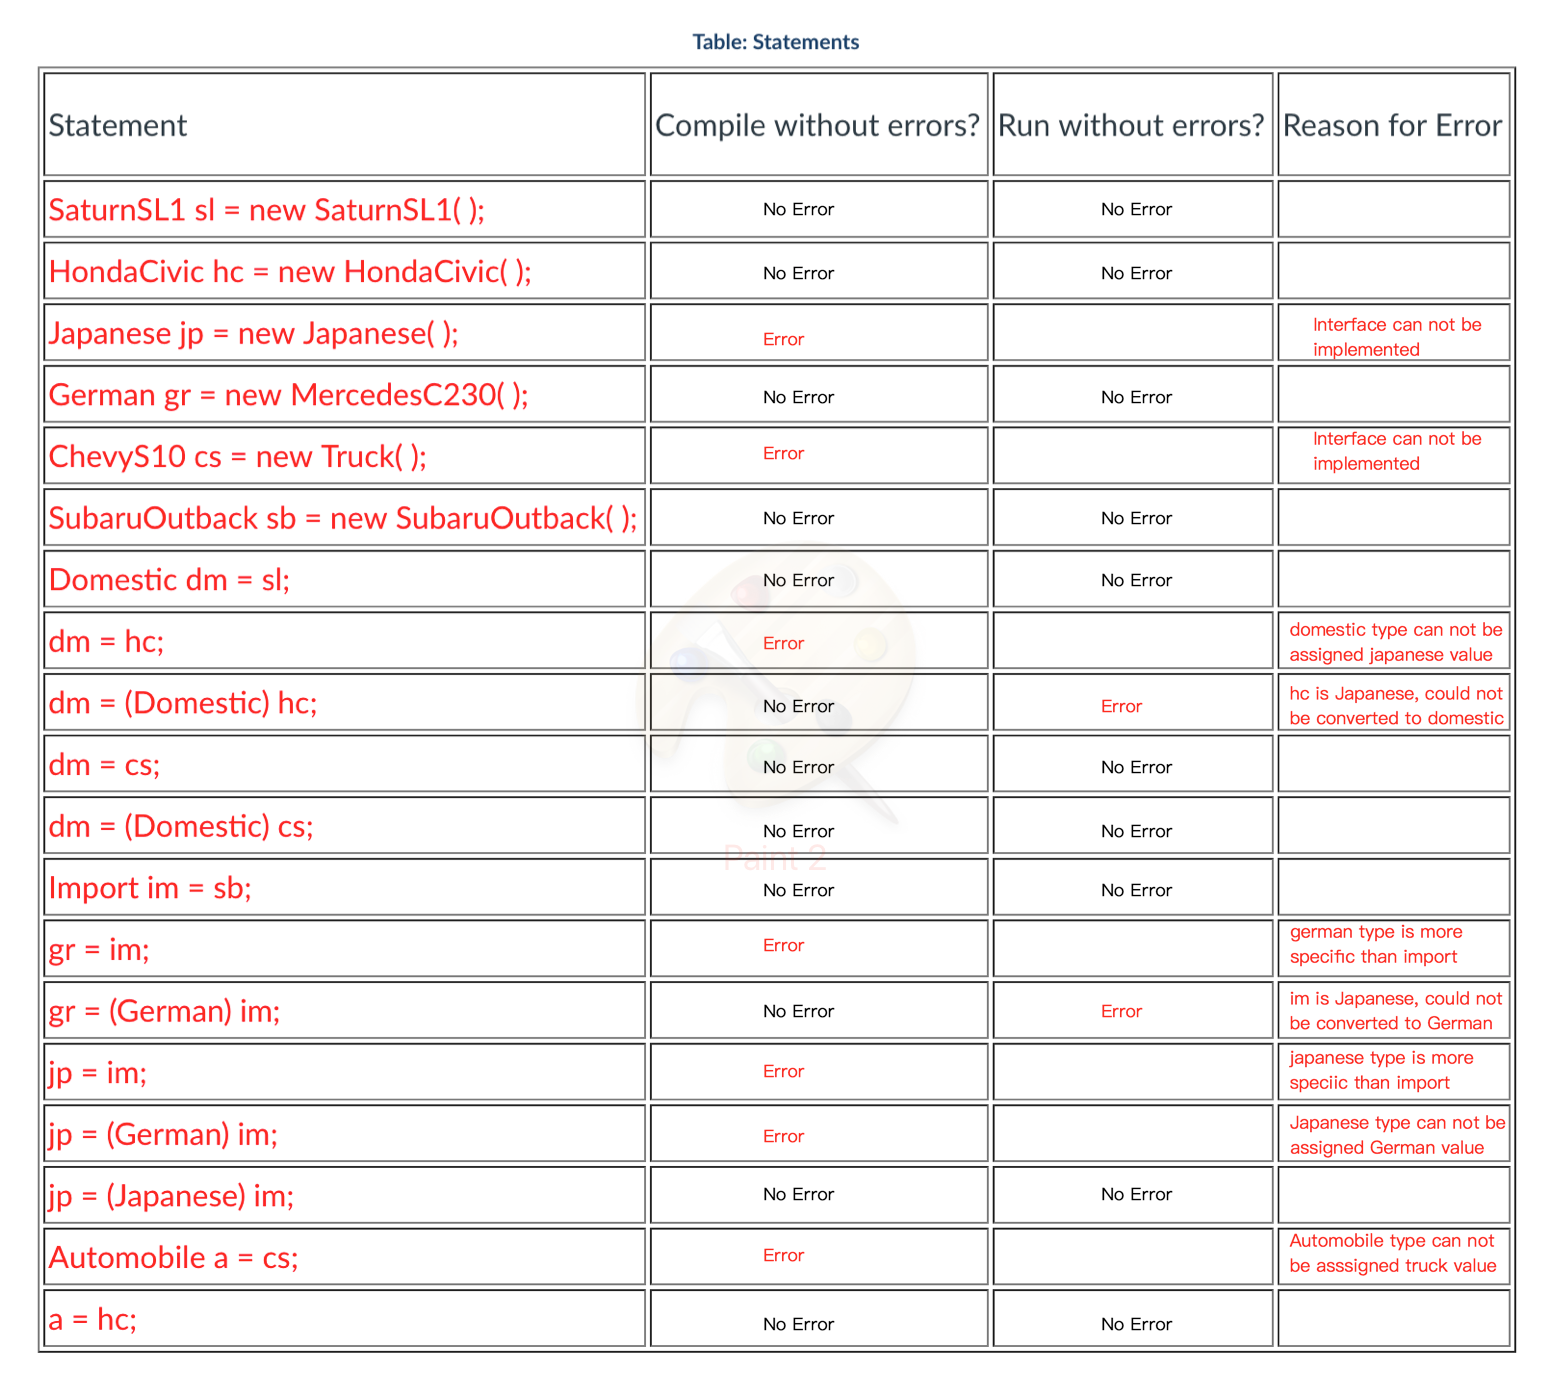 Table: Statements
Statement Compile without errors? Run without errors? Reason for Error
SaturnSL1 sl = new SaturnSL1( ); No Error No Error
HondaCivic hc = new HondaCivic( ); No Error No Error
Japanese jp = new Japanese( ); Error Interface can not be
implemented
German gr = new MercedesC230( ); No Error No Error
ChevyS10 cs = new Truck( ); Error Interface can not be
implemented
SubaruOutback sb = new SubaruOutback( ); No Error No Error
Domestic dm = sl; No Error No Error
dm = hc; Error domestic type can not be
assigned japanese value
dm = (Domestic) hc; No Error Error hc is Japanese, could not
be converted to domestic
dm = cs; No Error No Error
dm = (Domestic) cs; No Error No Error
Paint 2
Import im = sb; No Error No Error
gr = im; Error german type is more
specific than import
gr = (German) im; No Error Error im is Japanese, could not
be converted to German
jp = im; Error japanese type is more
speciic than import
jp = (German) im; Error Japanese type can not be
assigned German value
jp = (Japanese) im; No Error No Error
Automobile a = cs; Error Automobile type can not
be asssigned truck value
a = hc; No Error No Error